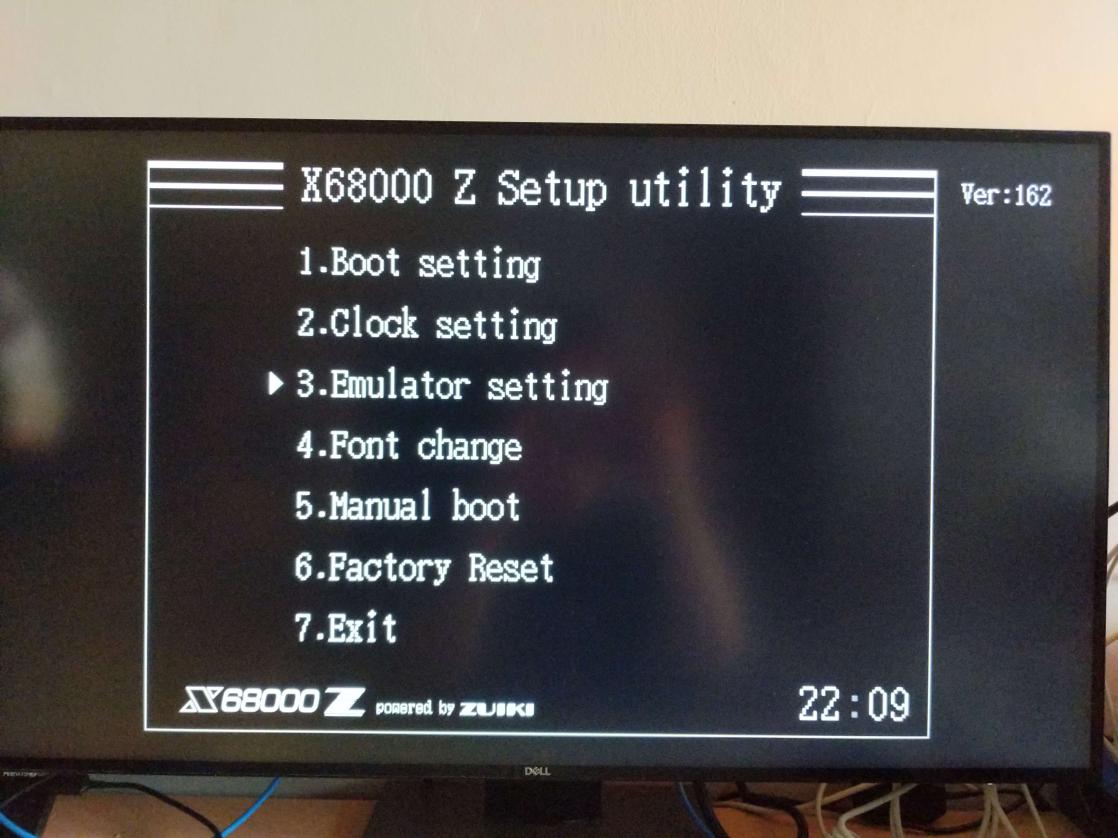 X68000 Z Setup utility
Ver:162
1.Boot setting
2.Clock setting
3.Emulator setting
4.Font change
5.Manual boot
6.Factory Reset
7.Exit
X68000 Z powered by ZUIKI
22:09
DELL